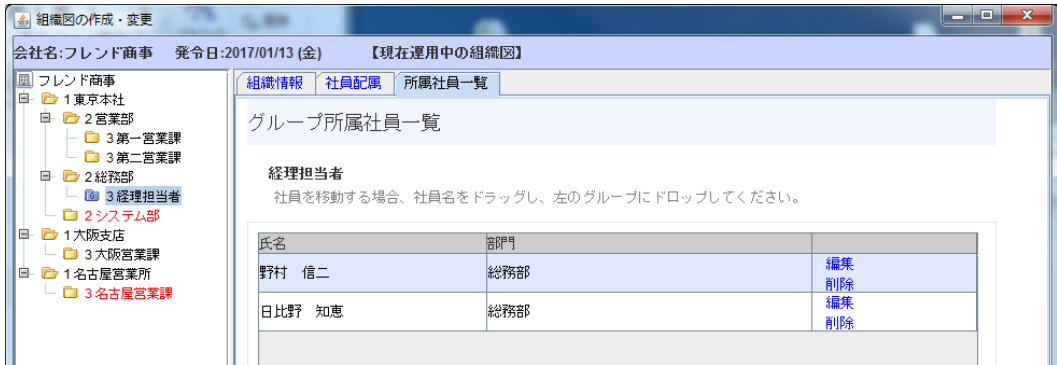 組織図の作成・変更
会社名:フレンド商事 発令日:2017/01/13 (金) 【現在運用中の組織図】
フレンド商事
1 東京本社
2 営業部
3 第一営業課
3 第二営業課
2 総務部
3 経理担当者
2 システム部
1 大阪支店
3 大阪営業課
1 名古屋営業所
3 名古屋営業課
組織情報 社員配属 所属社員一覧
グループ所属社員一覧
経理担当者
社員を移動する場合、社員名をドラッグし、左のグループにドロップしてください。
氏名 部門
野村 信二 総務部 編集
削除
日比野 知恵 総務部 編集
削除